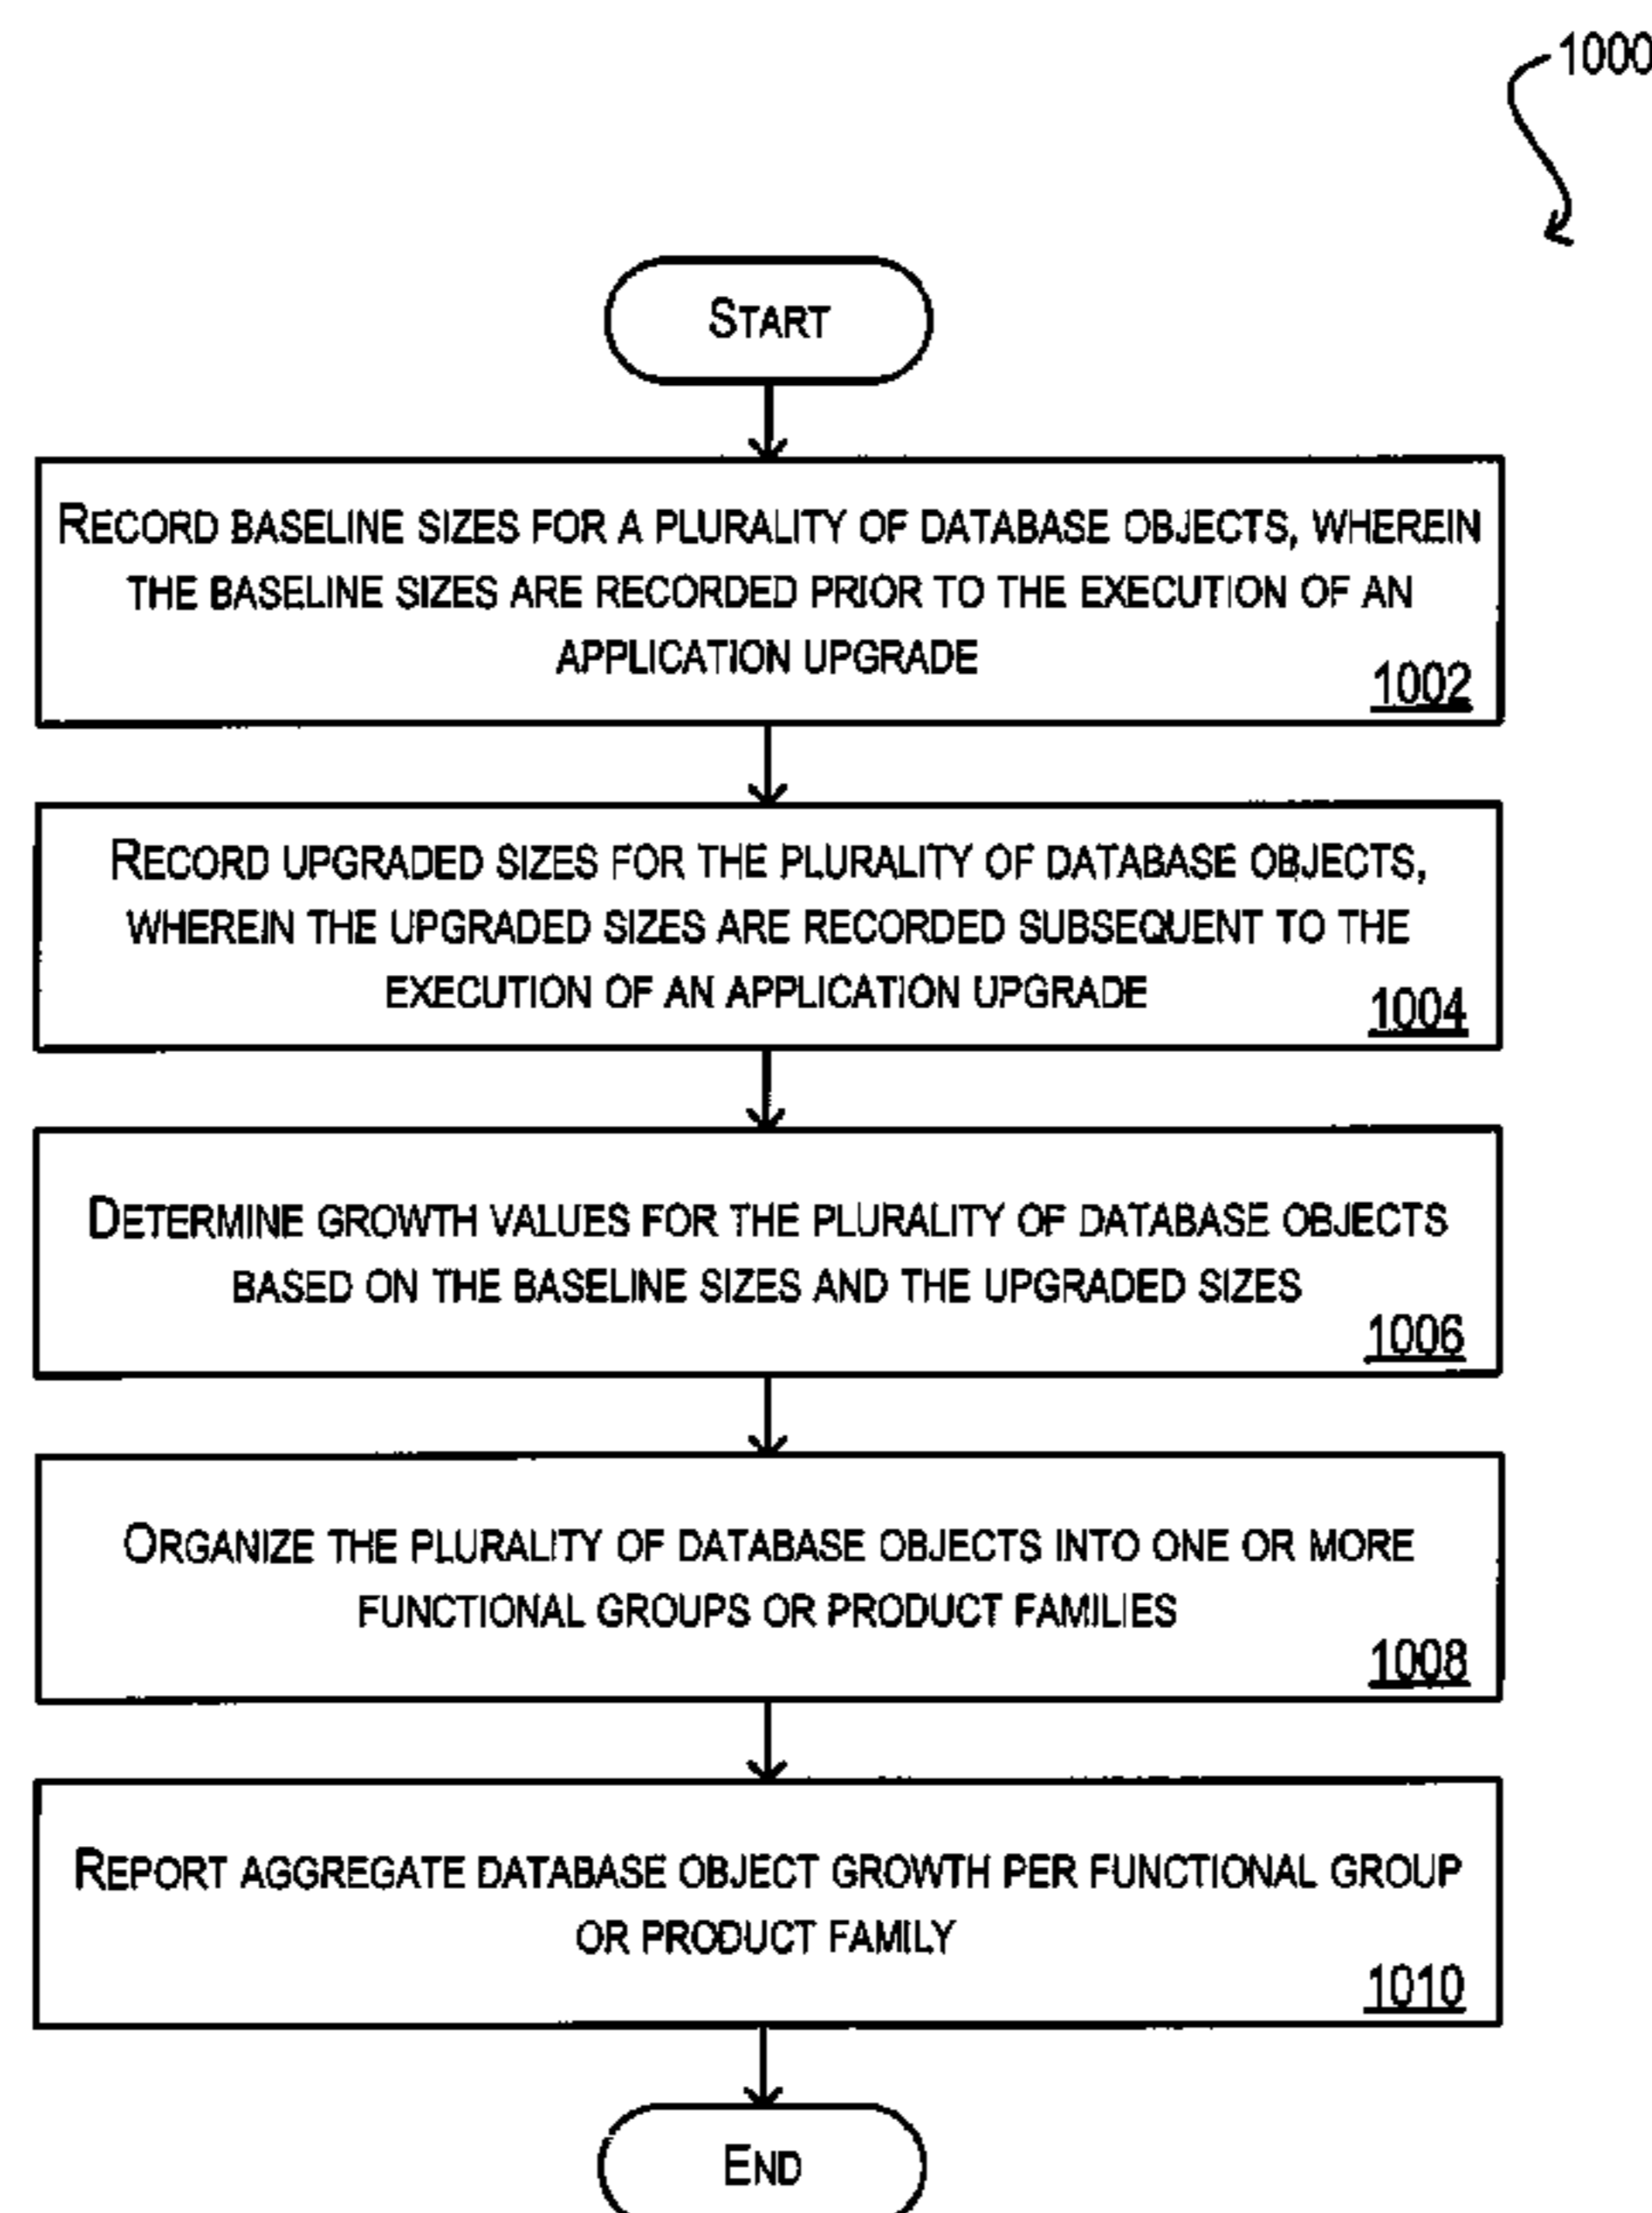 1000
START
RECORD BASELINE SIZES FOR A PLURALITY OF DATABASE OBJECTS, WHEREIN
THE BASELINE SIZES ARE RECORDED PRIOR TO THE EXECUTION OF AN
APPLICATION UPGRADE
1002
RECORD UPGRADED SIZES FOR THE PLURALITY OF DATABASE OBJECTS,
WHEREIN THE UPGRADED SIZES ARE RECORDED SUBSEQUENT TO THE
EXECUTION OF AN APPLICATION UPGRADE
1004
DETERMINE GROWTH VALUES FOR THE PLURALITY OF DATABASE OBJECTS
BASED ON THE BASELINE SIZES AND THE UPGRADED SIZES
1006
ORGANIZE THE PLURALITY OF DATABASE OBJECTS INTO ONE OR MORE
FUNCTIONAL GROUPS OR PRODUCT FAMILIES
1008
REPORT AGGREGATE DATABASE OBJECT GROWTH PER FUNCTIONAL GROUP
OR PRODUCT FAMILY
1010
END